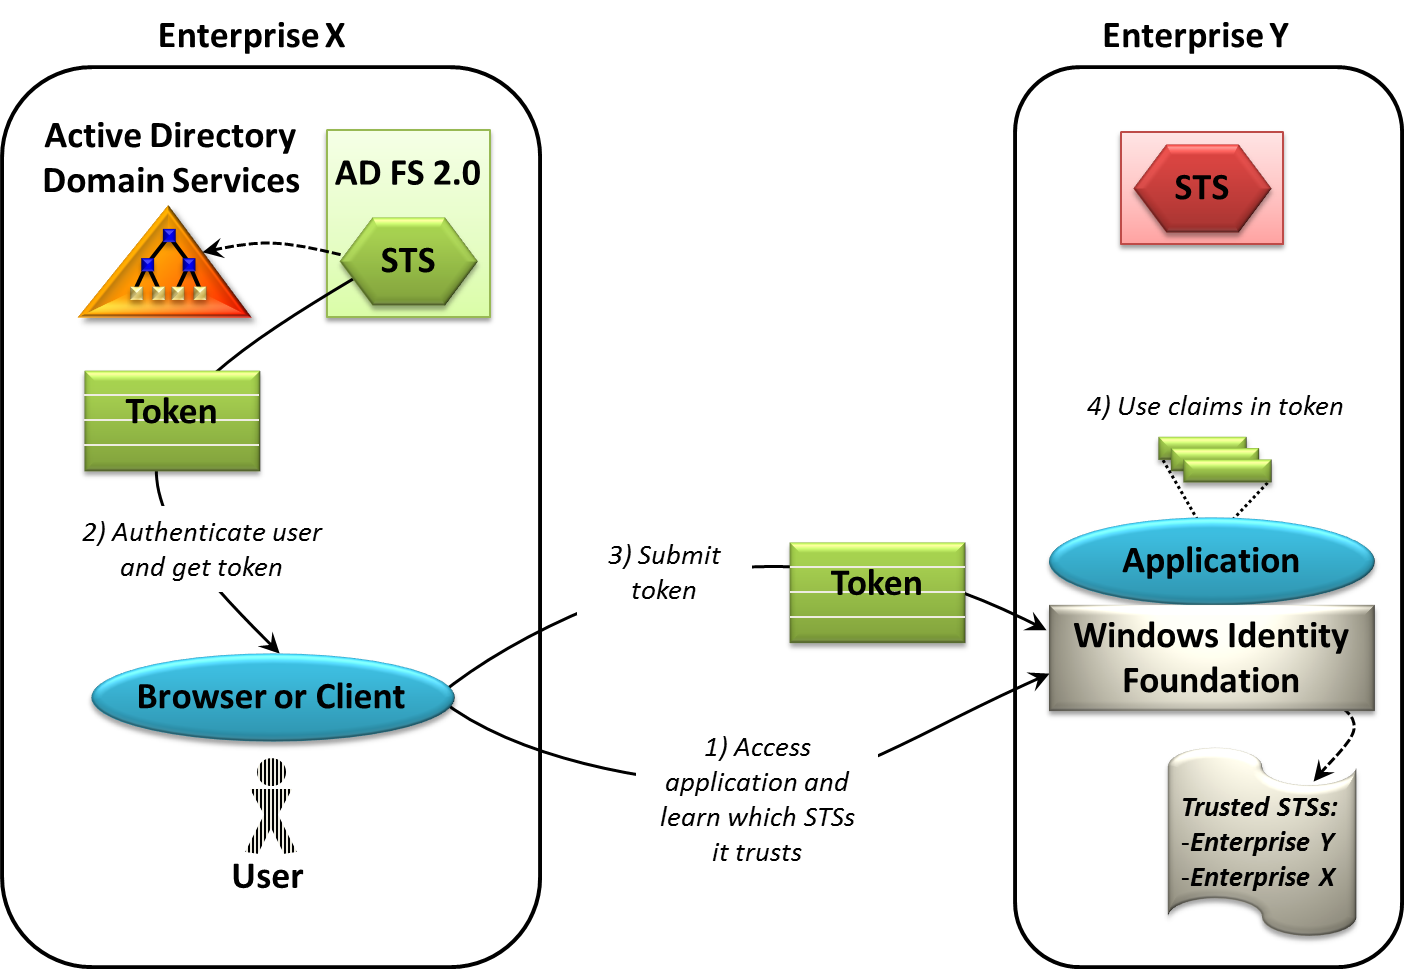 Enterprise X
Active Directory
Domain Services
AD FS 2.0
STS
Token
2) Authenticate user
and get token
Browser or Client
User
3) Submit
token
Token
1) Access
application and
learn which STSs
it trusts
Enterprise Y
STS
4) Use claims in token
Application
Windows Identity
Foundation
Trusted STSs:
-Enterprise Y
-Enterprise X